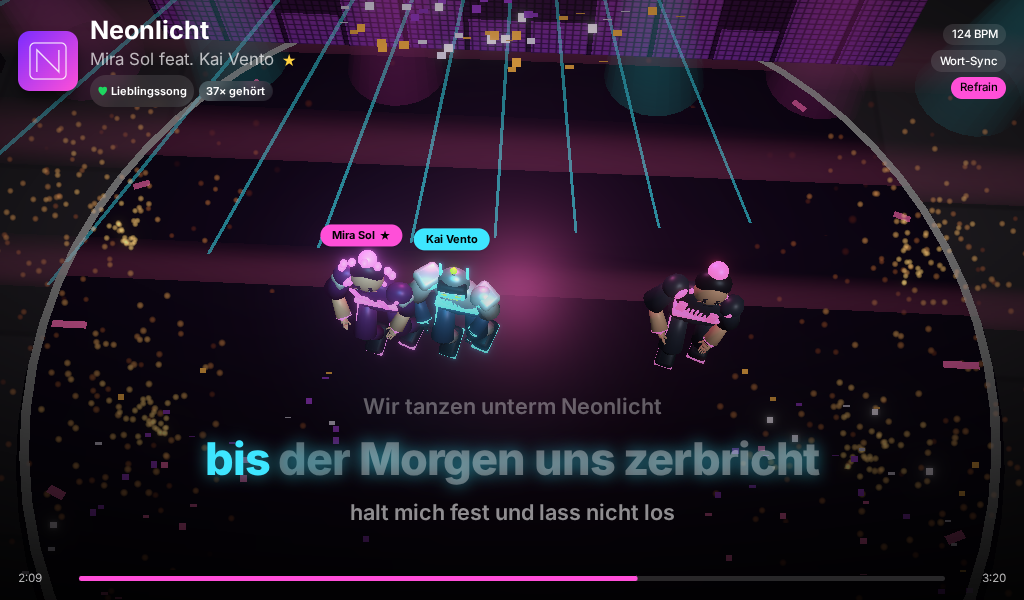 Neonlicht
Mira Sol feat. Kai Vento ★
Lieblingssong
37× gehört
N
124 BPM
Wort-Sync
Refrain
Mira Sol ★
Kai Vento
Wir tanzen unterm Neonlicht
bis der Morgen uns zerbricht
halt mich fest und lass nicht los
2:09
3:20